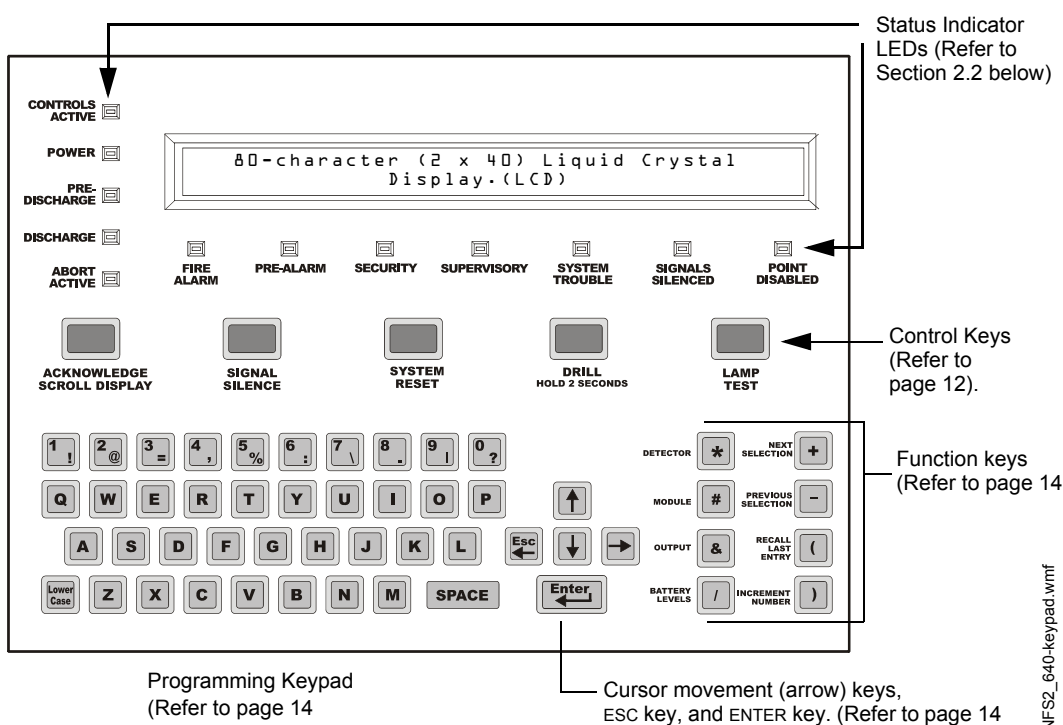 Status Indicator
LEDs (Refer to
Section 2.2 below)
CONTROLS
ACTIVE
POWER
PRE-
DISCHARGE
DISCHARGE
ABORT
ACTIVE
80-character (2 x 40) Liquid Crystal
Display.(LCD)
FIRE
ALARM
PRE-ALARM
SECURITY
SUPERVISORY
SYSTEM
TROUBLE
SIGNALS
SILENCED
POINT
DISABLED
ACKNOWLEDGE
SCROLL DISPLAY
SIGNAL
SILENCE
SYSTEM
RESET
DRILL
HOLD 2 SECONDS
LAMP
TEST
Control Keys
(Refer to
page 12).
1 ! 2 @ 3 = 4 , 5 % 6 : 7 \ 8 . 9 | 0 ?
Q W E R T Y U I O P
A S D F G H J K L Esc
Lower
Case
Z X C V B N M SPACE Enter
DETECTOR *
NEXT
SELECTION +
MODULE #
PREVIOUS
SELECTION -
OUTPUT &
RECALL
LAST
ENTRY (
BATTERY
LEVELS /
INCREMENT
NUMBER )
Function keys
(Refer to page 14
Programming Keypad
(Refer to page 14
Cursor movement (arrow) keys,
ESC key, and ENTER key. (Refer to page 14
NFS2_640-keypad.wmf